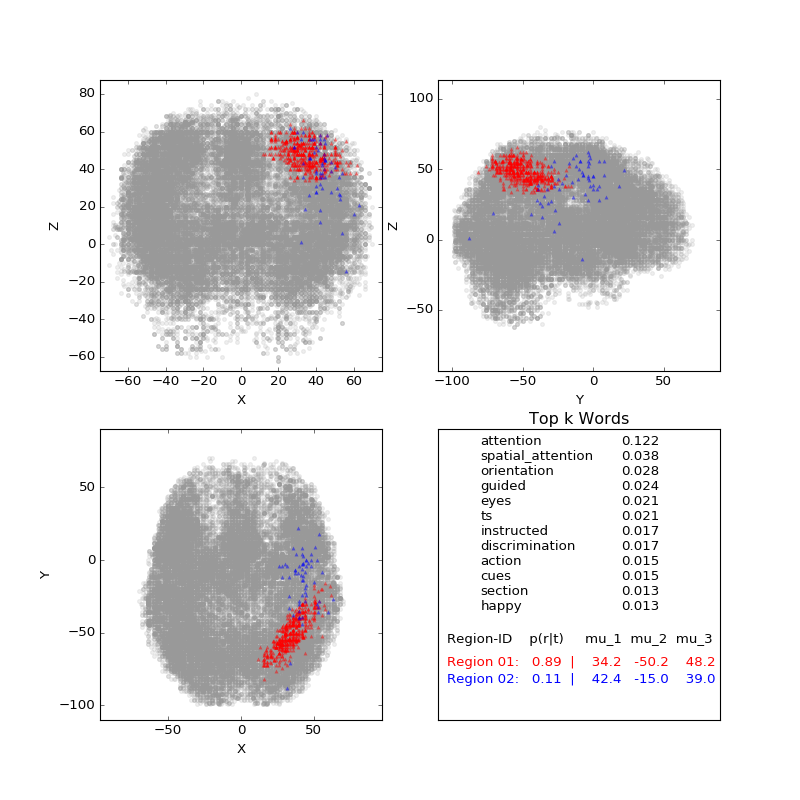 80
60
40
20
0
−20
−40
−60
Z
−60 −40 −20 0 20 40 60
X
100
50
0
−50
Z
−100 −50 0 50
Y
50
0
−50
−100
Y
−50 0 50
X
Top k Words
attention 0.122
spatial_attention 0.038
orientation 0.028
guided 0.024
eyes 0.021
ts 0.021
instructed 0.017
discrimination 0.017
action 0.015
cues 0.015
section 0.013
happy 0.013
Region-ID p(r|t) mu_1 mu_2 mu_3
Region 01: 0.89 | 34.2 -50.2 48.2
Region 02: 0.11 | 42.4 -15.0 39.0